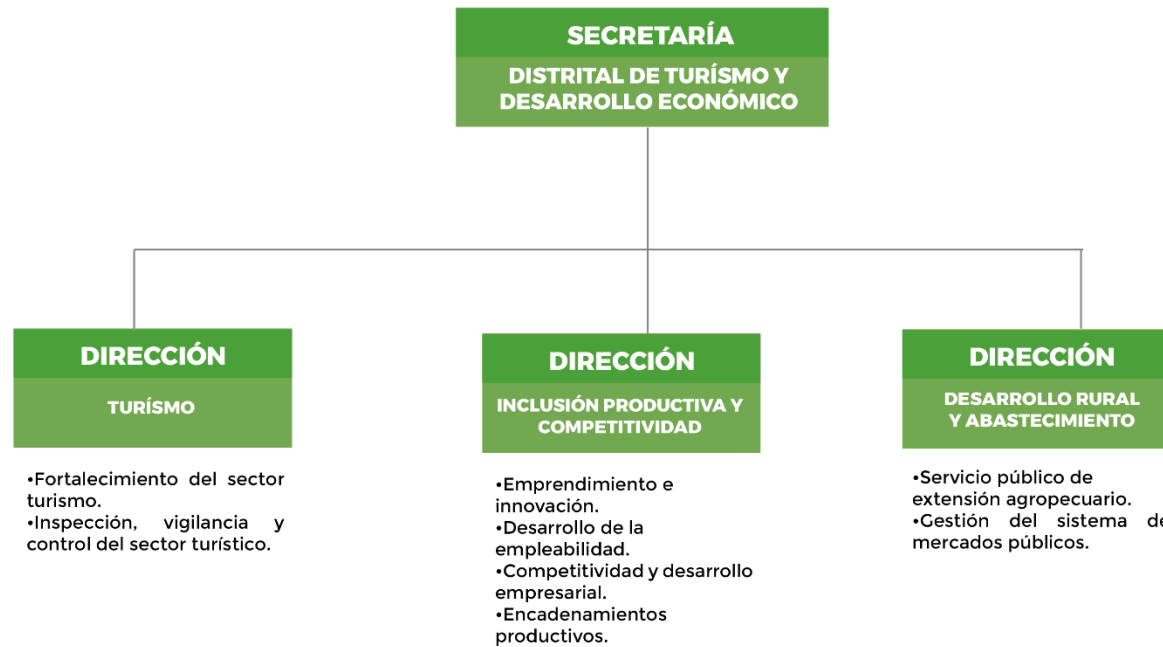 SECRETARÍA
DISTRITAL DE TURÍSMO Y
DESARROLLO ECONÓMICO
DIRECCIÓN
TURÍSMO
•Fortalecimiento del sector
turismo.
•Inspección, vigilancia y
control del sector turístico.
DIRECCIÓN
INCLUSIÓN PRODUCTIVA Y
COMPETITIVIDAD
•Emprendimiento e
innovación.
•Desarrollo de la
empleabilidad.
•Competitividad y desarrollo
empresarial.
•Encadenamientos
productivos.
DIRECCIÓN
DESARROLLO RURAL
Y ABASTECIMIENTO
•Servicio público de
extensión agropecuario.
•Gestión del sistema de
mercados públicos.